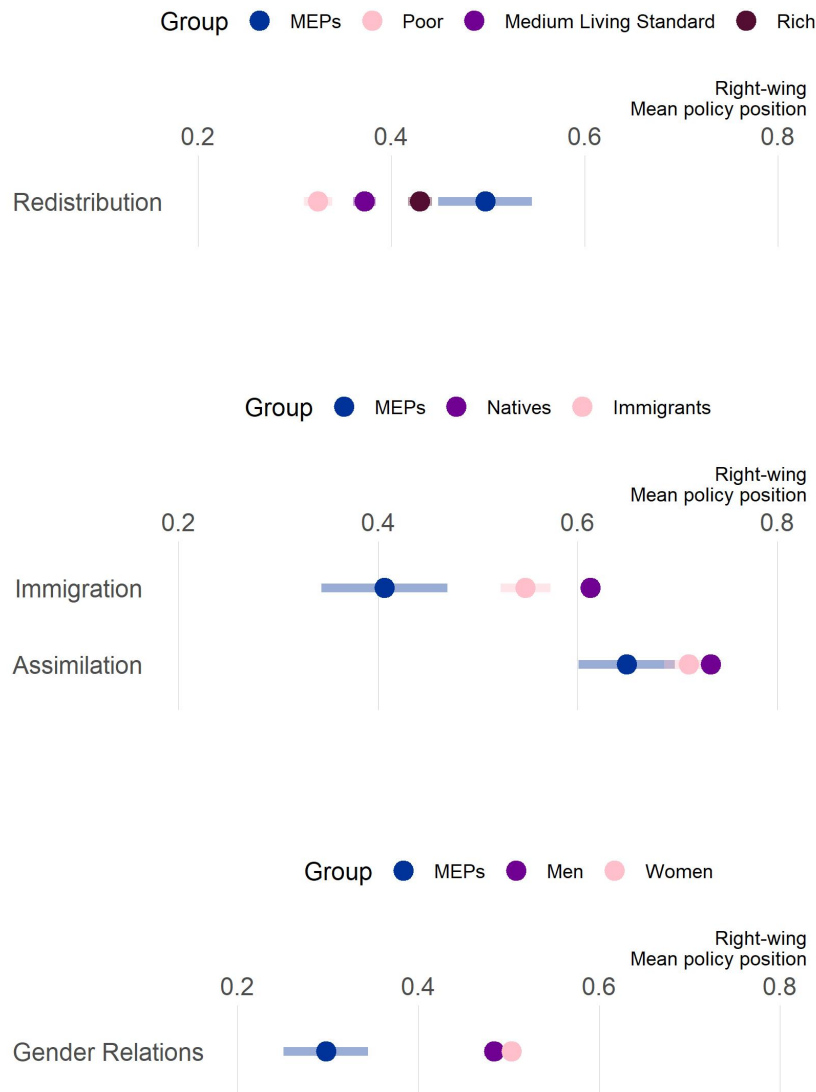 Group MEPs Poor Medium Living Standard Rich
Right-wing
Mean policy position
0.2 0.4 0.6 0.8
Redistribution
Group MEPs Natives Immigrants
Right-wing
Mean policy position
0.2 0.4 0.6 0.8
Immigration
Assimilation
Group MEPs Men Women
Right-wing
Mean policy position
0.2 0.4 0.6 0.8
Gender Relations